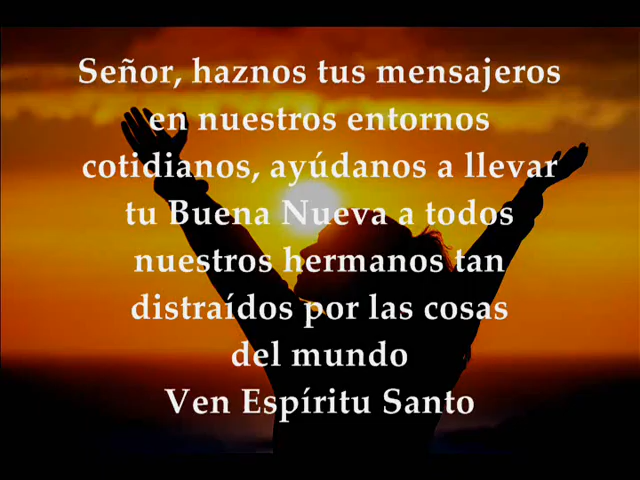 Señor, haznos tus mensajeros
en nuestros entornos
cotidianos, ayúdanos a llevar
tu Buena Nueva a todos
nuestros hermanos tan
distraídos por las cosas
del mundo
Ven Espíritu Santo